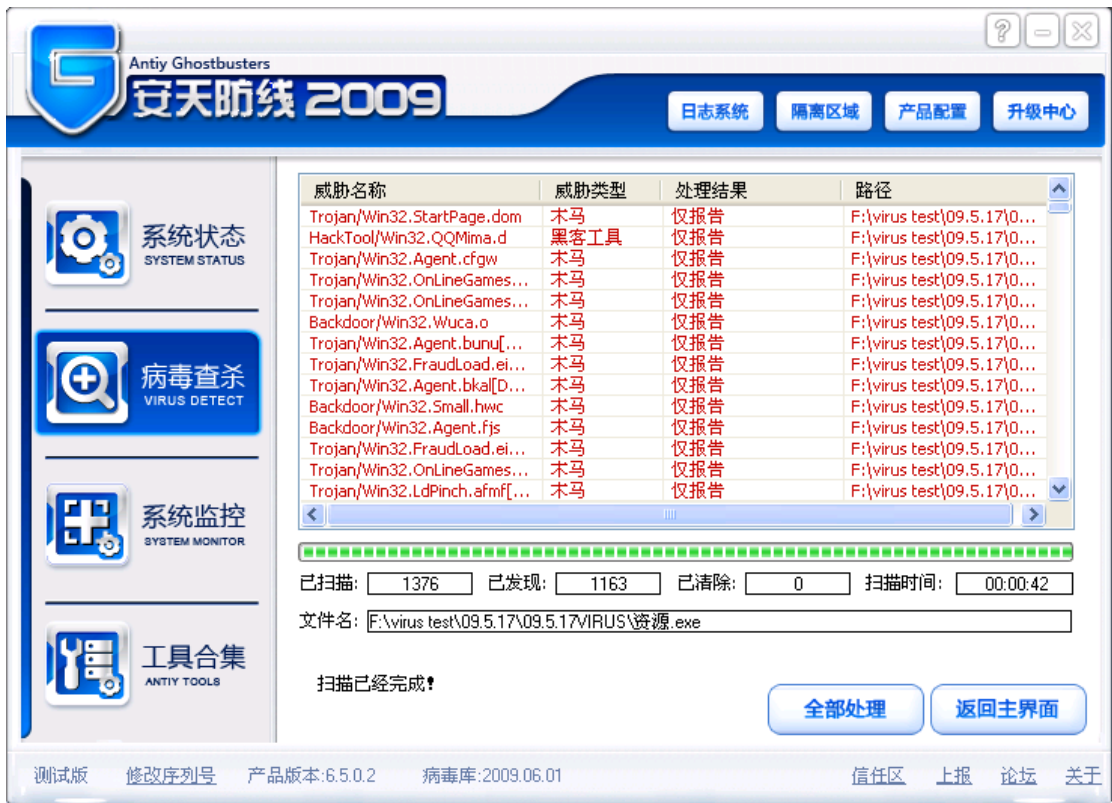 Antiy Ghostbusters
安天防线 2009
日志系统 隔离区域 产品配置 升级中心
系统状态
SYSTEM STATUS
病毒查杀
VIRUS DETECT
系统监控
SYSTEM MONITOR
工具合集
ANTIY TOOLS
威胁名称 威胁类型 处理结果 路径
Trojan/Win32.StartPage.dom 木马 仅报告 F:\virus test\09.5.17\0...
HackTool/Win32.QQMima.d 黑客工具 仅报告 F:\virus test\09.5.17\0...
Trojan/Win32.Agent.cfgw 木马 仅报告 F:\virus test\09.5.17\0...
Trojan/Win32.OnLineGames... 木马 仅报告 F:\virus test\09.5.17\0...
Trojan/Win32.OnLineGames... 木马 仅报告 F:\virus test\09.5.17\0...
Backdoor/Win32.Wuca.o 木马 仅报告 F:\virus test\09.5.17\0...
Trojan/Win32.Agent.bunu[... 木马 仅报告 F:\virus test\09.5.17\0...
Trojan/Win32.FraudLoad.ei... 木马 仅报告 F:\virus test\09.5.17\0...
Trojan/Win32.Agent.bkal[D... 木马 仅报告 F:\virus test\09.5.17\0...
Backdoor/Win32.Small.hwc 木马 仅报告 F:\virus test\09.5.17\0...
Backdoor/Win32.Agent.fjs 木马 仅报告 F:\virus test\09.5.17\0...
Trojan/Win32.FraudLoad.ei... 木马 仅报告 F:\virus test\09.5.17\0...
Trojan/Win32.OnLineGames... 木马 仅报告 F:\virus test\09.5.17\0...
Trojan/Win32.LdPinch.afmf[... 木马 仅报告 F:\virus test\09.5.17\0...
已扫描: 1376 已发现: 1163 已清除: 0 扫描时间: 00:00:42
文件名: F:\virus test\09.5.17\09.5.17VIRUS\资源.exe
扫描已经完成!
全部处理 返回主界面
测试版 修改序列号 产品版本:6.5.0.2 病毒库:2009.06.01 信任区 上报 论坛 关于